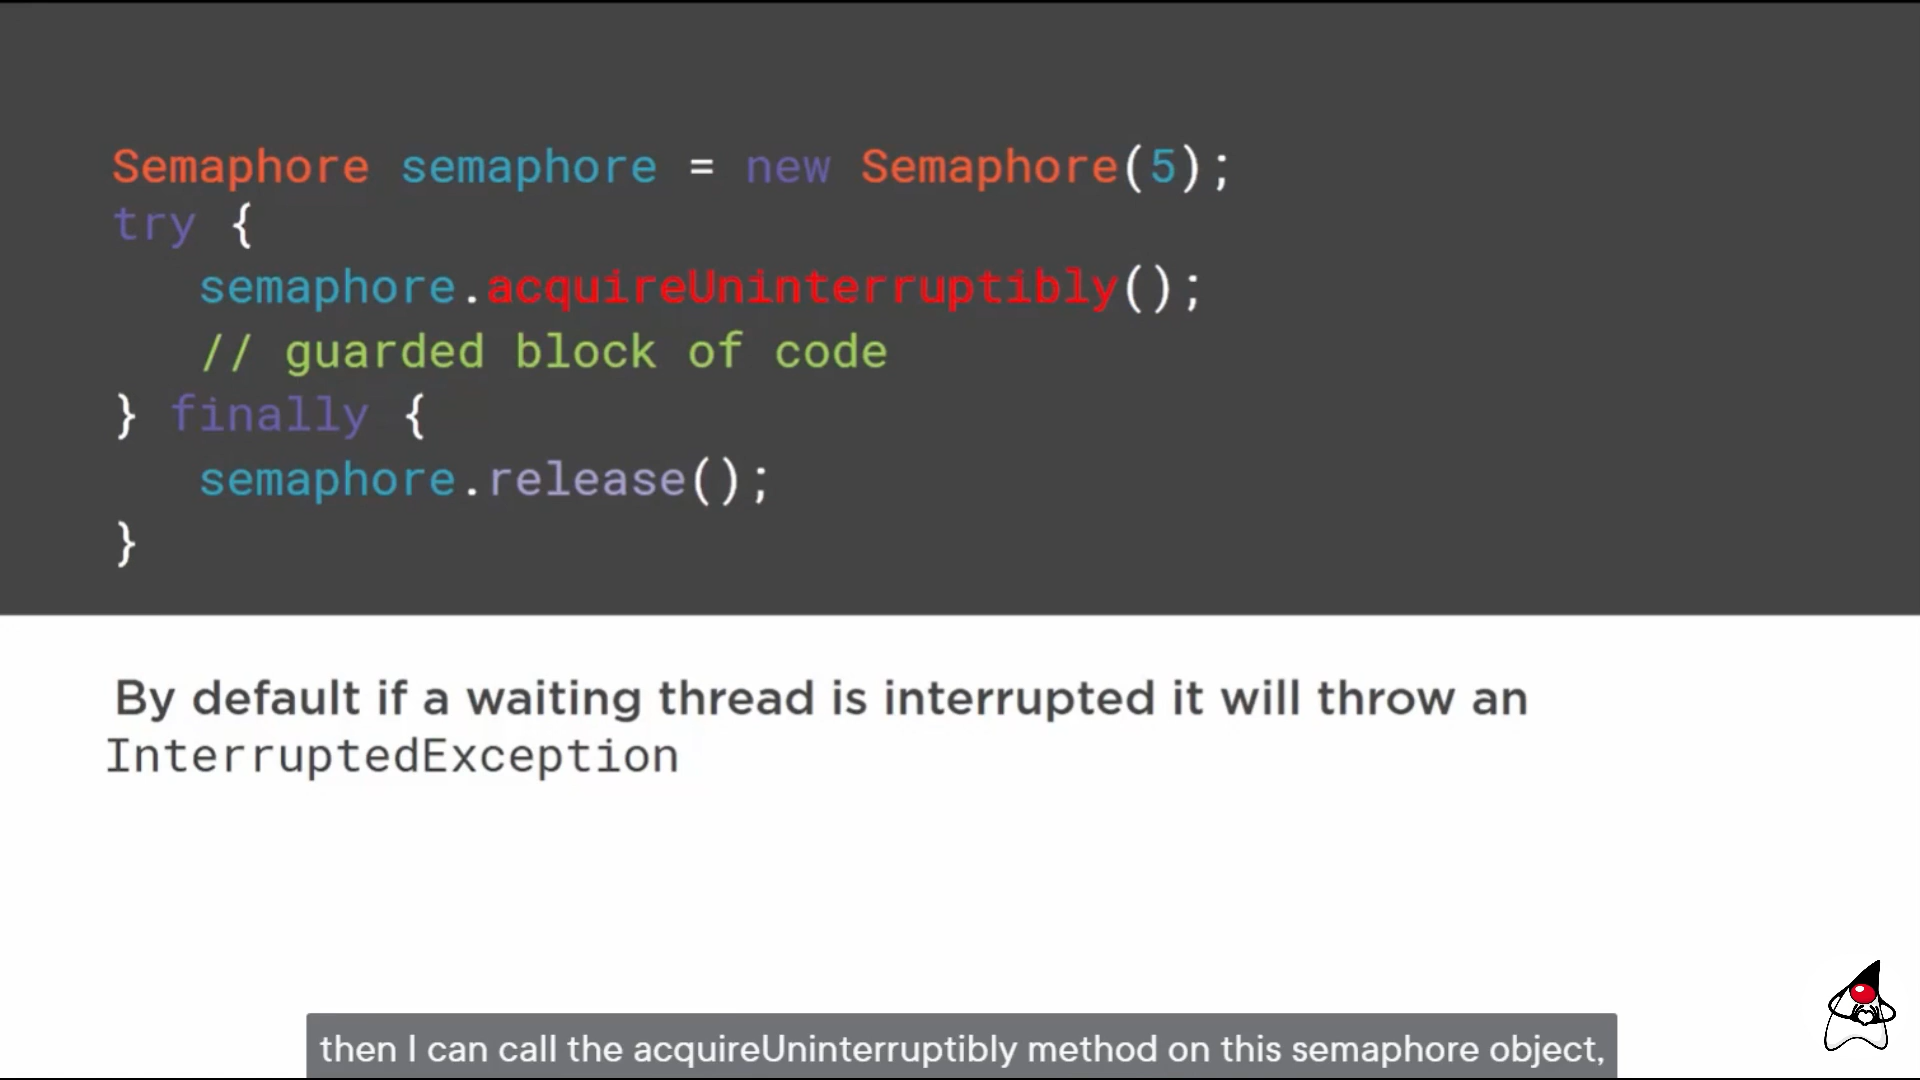 Semaphore semaphore = new Semaphore(5);
try {
   semaphore.acquireUninterruptibly();
   // guarded block of code
} finally {
   semaphore.release();
}
By default if a waiting thread is interrupted it will throw an
InterruptedException
then I can call the acquireUninterruptibly method on this semaphore object,